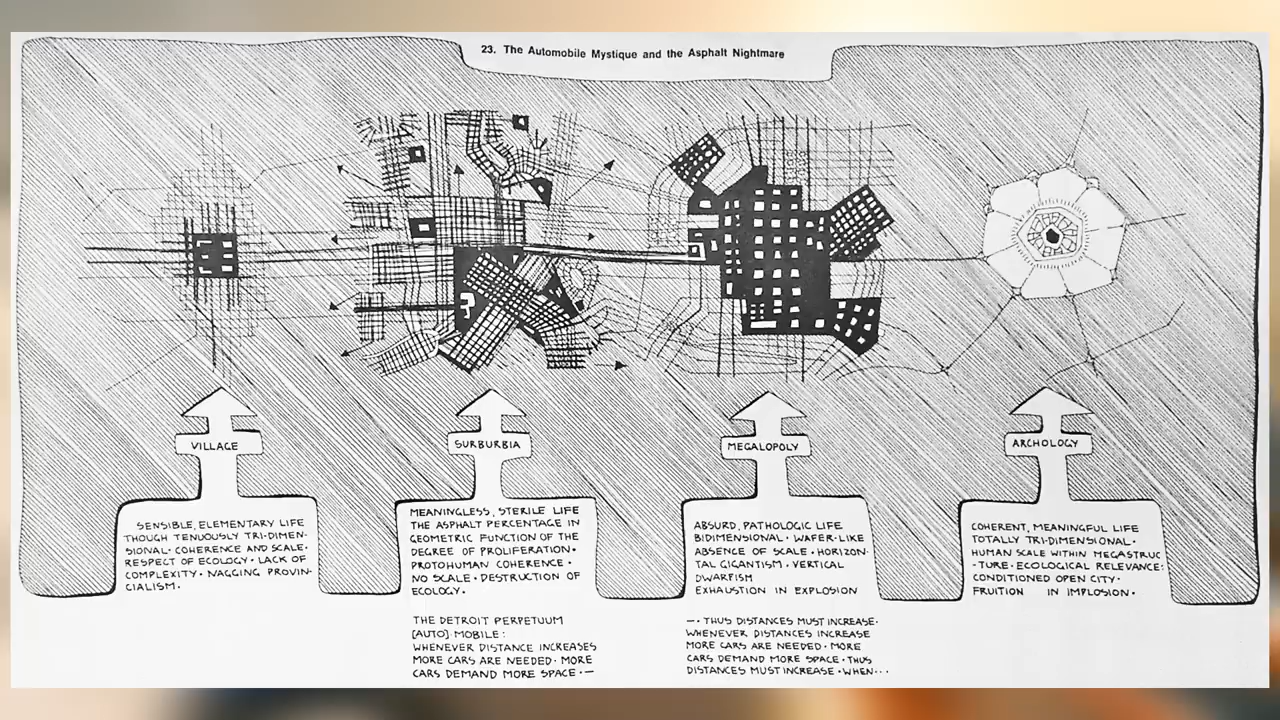 23. The Automobile Mystique and the Asphalt Nightmare
VILLAGE
SURBURBIA
MEGALOPOLY
ARCHOLOGY
SENSIBLE, ELEMENTARY LIFE
THOUGH TENUOUSLY TRI-DIMEN-
SIONAL · COHERENCE AND SCALE ·
RESPECT OF ECOLOGY · LACK OF
COMPLEXITY · NAGGING PROVIN-
CIALISM ·
MEANINGLESS, STERILE LIFE
THE ASPHALT PERCENTAGE IN
GEOMETRIC FUNCTION OF THE
DEGREE OF PROLIFERATION ·
PROTOHUMAN COHERENCE ·
NO SCALE · DESTRUCTION OF
ECOLOGY ·
THE DETROIT PERPETUUM
[AUTO]·MOBILE:
WHENEVER DISTANCE INCREASES
MORE CARS ARE NEEDED · MORE
CARS DEMAND MORE SPACE · —
ABSURD, PATHOLOGIC LIFE
BIDIMENSIONAL · WAFER-LIKE
ABSENCE OF SCALE · HORIZON-
TAL GIGANTISM · VERTICAL
DWARFISM
EXHAUSTION IN EXPLOSION
— · THUS DISTANCES MUST INCREASE ·
WHENEVER DISTANCES INCREASE
MORE CARS ARE NEEDED · MORE
CARS DEMAND MORE SPACE · THUS
DISTANCES MUST INCREASE · WHEN · · ·
COHERENT, MEANINGFUL LIFE
TOTALLY TRI-DIMENSIONAL ·
HUMAN SCALE WITHIN MEGASTRUC
-TURE · ECOLOGICAL RELEVANCE:
CONDITIONED OPEN CITY ·
FRUITION IN IMPLOSION ·